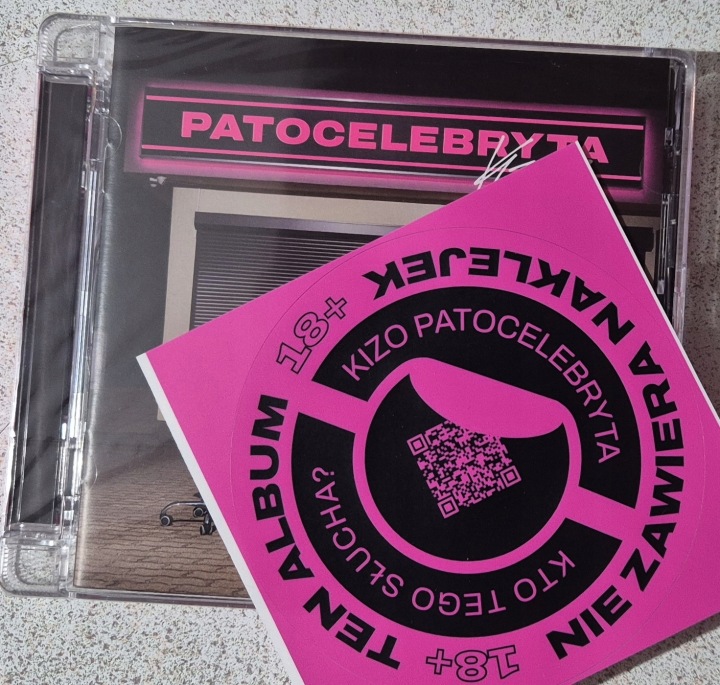 PATOCELEBRYTA
TEN ALBUM
18+
NIE ZAWIERA NAKLEJEK
18+
KIZO PATOCELEBRYTA
KTO TEGO SŁUCHA?